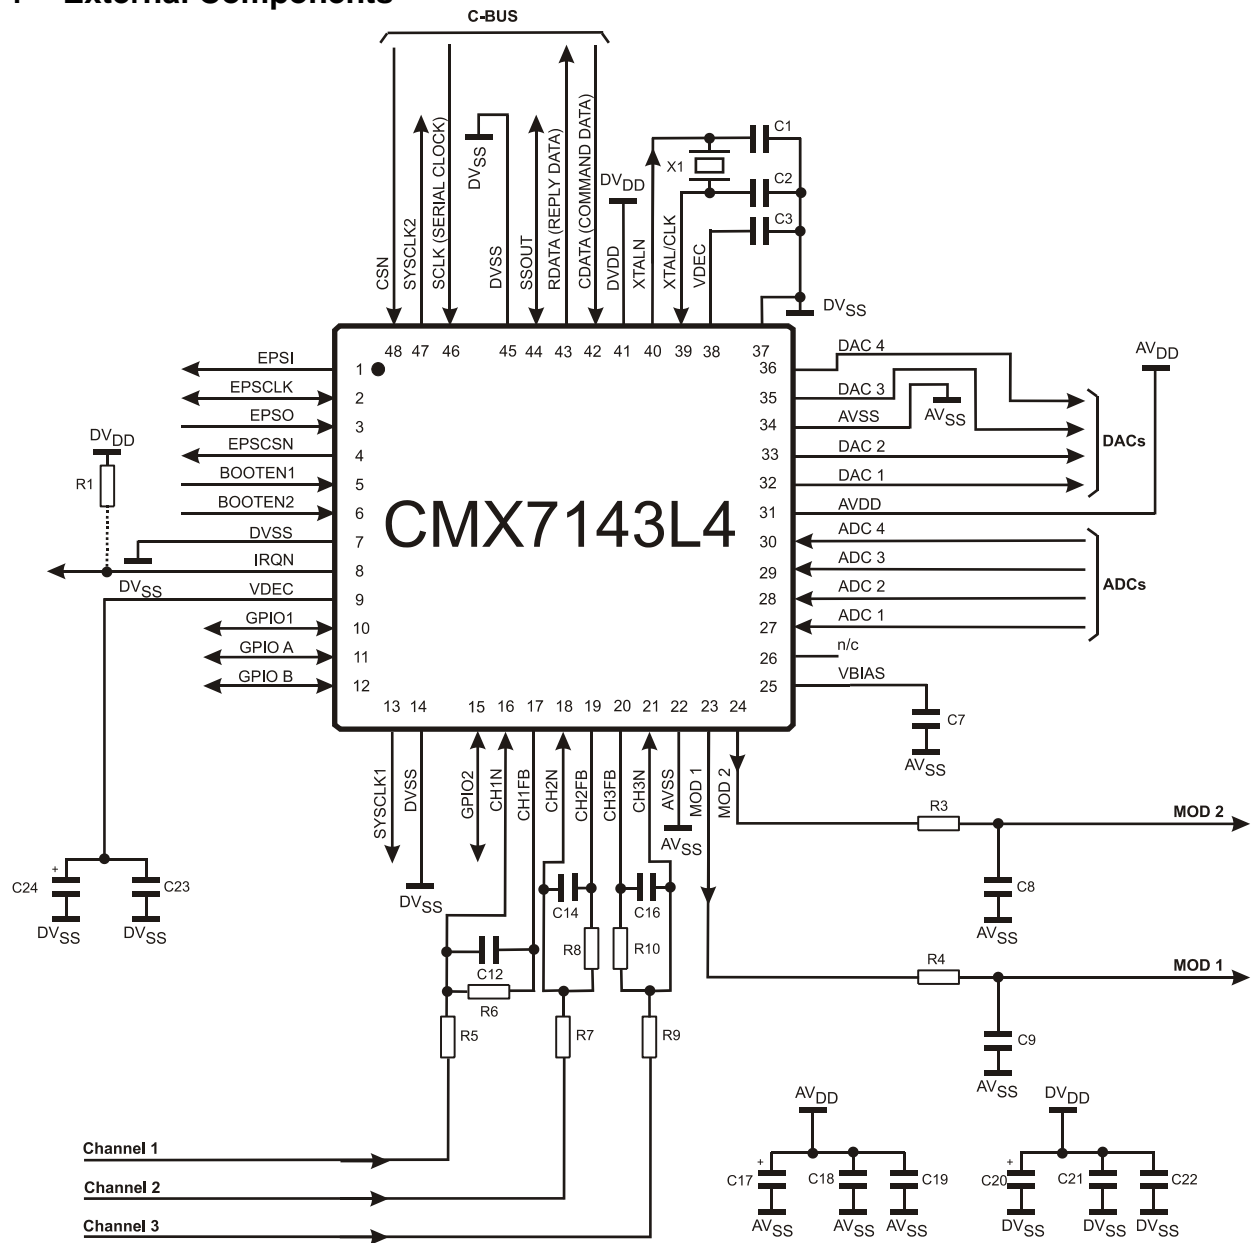 External Components
C-BUS
CSN
SYSCLK2
SCLK (SERIAL CLOCK)
DVSS
DVSS
SSOUT
RDATA (REPLY DATA)
CDATA (COMMAND DATA)
DVDD
DVDD
XTALN
XTAL/CLK
VDEC
X1
C1
C2
C3
DVSS
48 47 46 45 44 43 42 41 40 39 38 37
EPSI 1
EPSCLK 2
EPSO 3
EPSCSN 4
BOOTEN1 5
BOOTEN2 6
DVSS 7
IRQN 8
VDEC 9
GPIO1 10
GPIO A 11
GPIO B 12
DVDD
R1
DVSS
CMX7143L4
36 DAC 4
35 DAC 3
34 AVSS
33 DAC 2
32 DAC 1
31 AVDD
30 ADC 4
29 ADC 3
28 ADC 2
27 ADC 1
26 n/c
25 VBIAS
AVSS
AVDD
DACs
ADCs
C7
AVSS
13 14 15 16 17 18 19 20 21 22 23 24
SYSCLK1
DVSS
GPIO2
CH1N
CH1FB
CH2N
CH2FB
CH3FB
CH3N
AVSS
MOD 1
MOD 2
AVSS
DVSS
R3
MOD 2
C8
AVSS
R4
MOD 1
C9
AVSS
+
C24
C23
DVSS
DVSS
C14
C16
R8
R10
C12
R6
R5
R7
R9
Channel 1
Channel 2
Channel 3
AVDD
+
C17
C18
C19
AVSS
AVSS
AVSS
DVDD
+
C20
C21
C22
DVSS
DVSS
DVSS